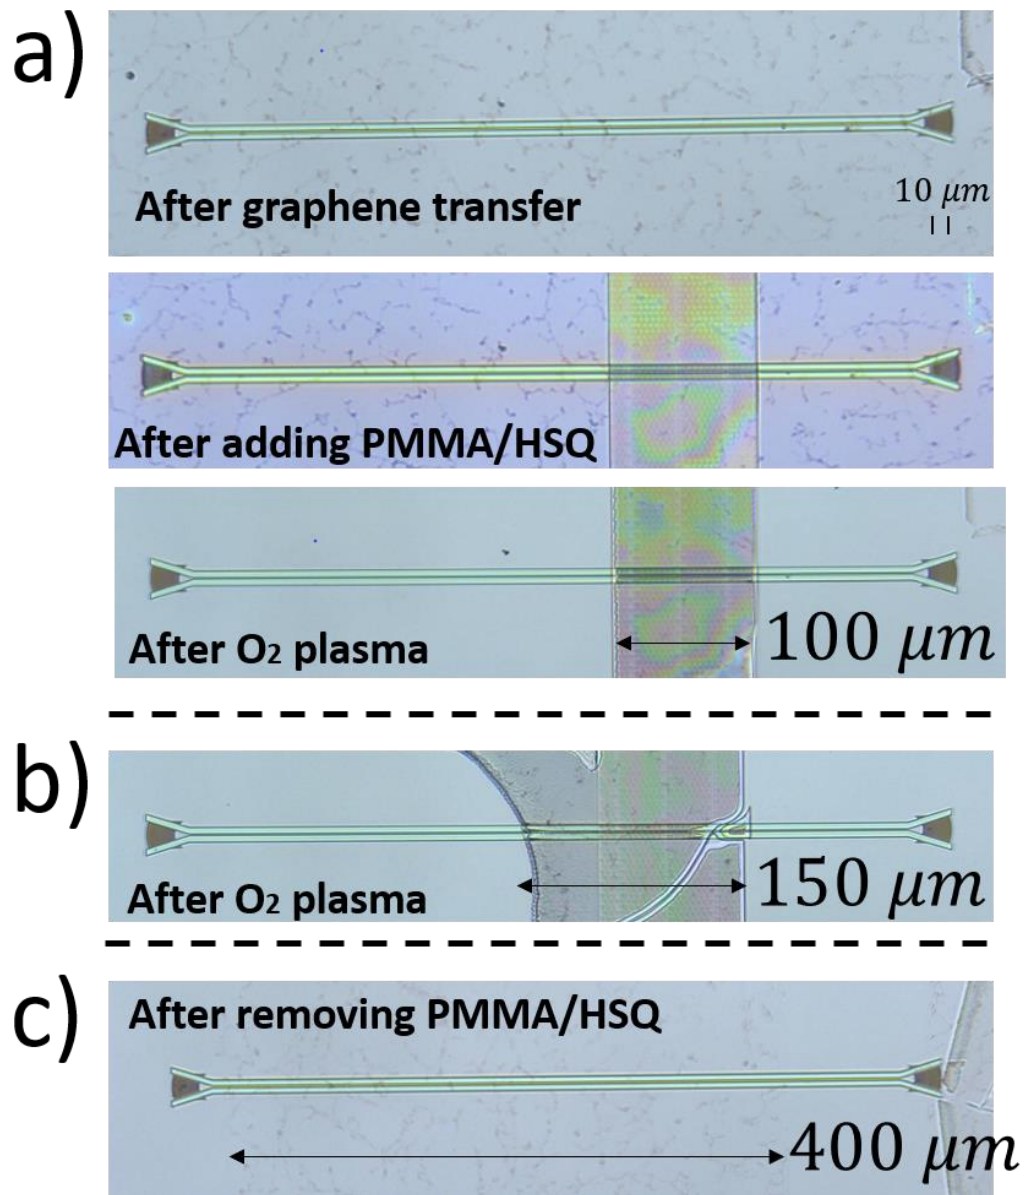 a)
After graphene transfer
10 μm
After adding PMMA/HSQ
After O₂ plasma
100 μm
b)
After O₂ plasma
150 μm
c)
After removing PMMA/HSQ
400 μm